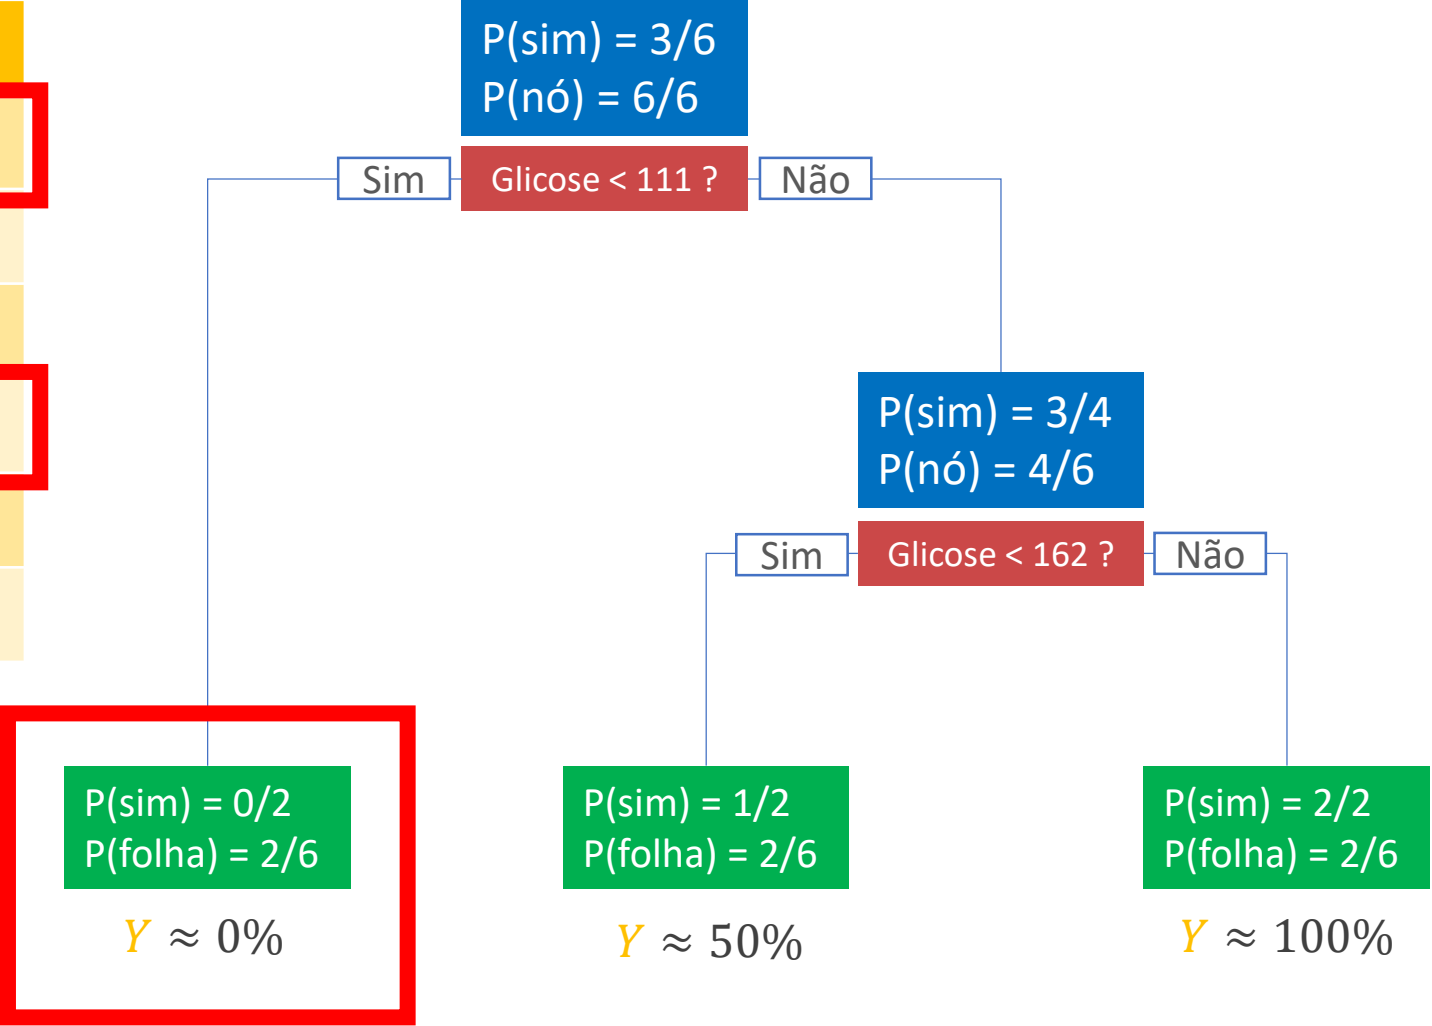 P(sim) = 3/6
P(nó) = 6/6
Sim
Glicose < 111 ?
Não
P(sim) = 3/4
P(nó) = 4/6
Sim
Glicose < 162 ?
Não
P(sim) = 0/2
P(folha) = 2/6
P(sim) = 1/2
P(folha) = 2/6
P(sim) = 2/2
P(folha) = 2/6
Y ≈ 0%
Y ≈ 50%
Y ≈ 100%